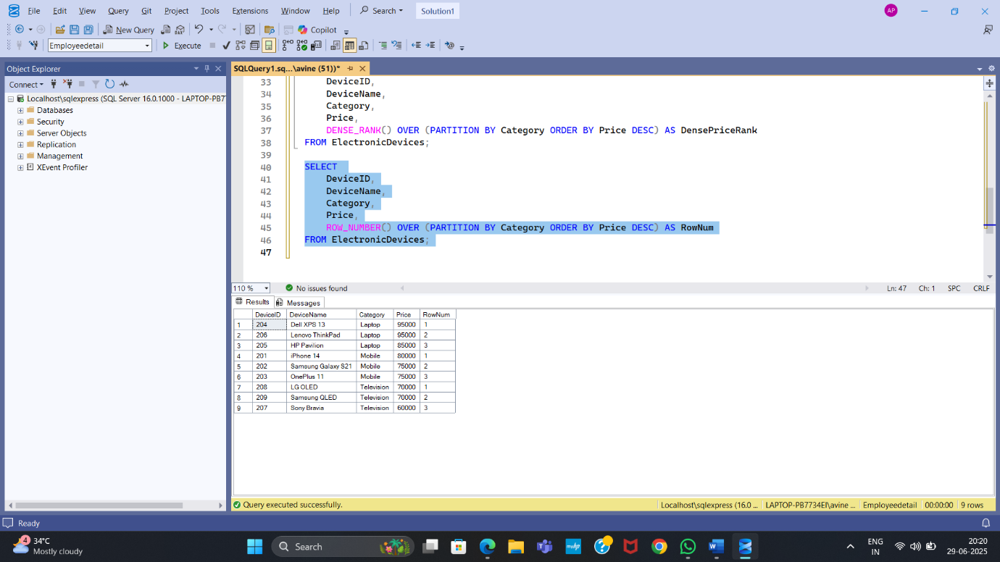 File Edit View Query Git Project Tools Extensions Window Help Search Solution1 AP
New Query DAX Copilot
Employeedetail Execute
Object Explorer
Connect
Localhost\sqlexpress (SQL Server 16.0.1000 - LAPTOP-PB7
Databases
Security
Server Objects
Replication
Management
XEvent Profiler
SQLQuery1.sq...\avine (51))*
33 DeviceID,
34 DeviceName,
35 Category,
36 Price,
37 DENSE_RANK() OVER (PARTITION BY Category ORDER BY Price DESC) AS DensePriceRank
38 FROM ElectronicDevices;
39
40 SELECT
41 DeviceID,
42 DeviceName,
43 Category,
44 Price,
45 ROW_NUMBER() OVER (PARTITION BY Category ORDER BY Price DESC) AS RowNum
46 FROM ElectronicDevices;
47
110 % No issues found Ln: 47 Ch: 1 SPC CRLF
Results Messages
DeviceID DeviceName Category Price RowNum
1 204 Dell XPS 13 Laptop 95000 1
2 206 Lenovo ThinkPad Laptop 95000 2
3 205 HP Pavilion Laptop 85000 3
4 201 iPhone 14 Mobile 80000 1
5 202 Samsung Galaxy S21 Mobile 75000 2
6 203 OnePlus 11 Mobile 75000 3
7 208 LG OLED Television 70000 1
8 209 Samsung QLED Television 70000 2
9 207 Sony Bravia Television 60000 3
Query executed successfully. Localhost\sqlexpress (16.0 ... LAPTOP-PB7734EI\avine ... Employeedetail 00:00:00 9 rows
Ready
4 34°C
Mostly cloudy
Search
myhp
ENG
IN
20:20
29-06-2025